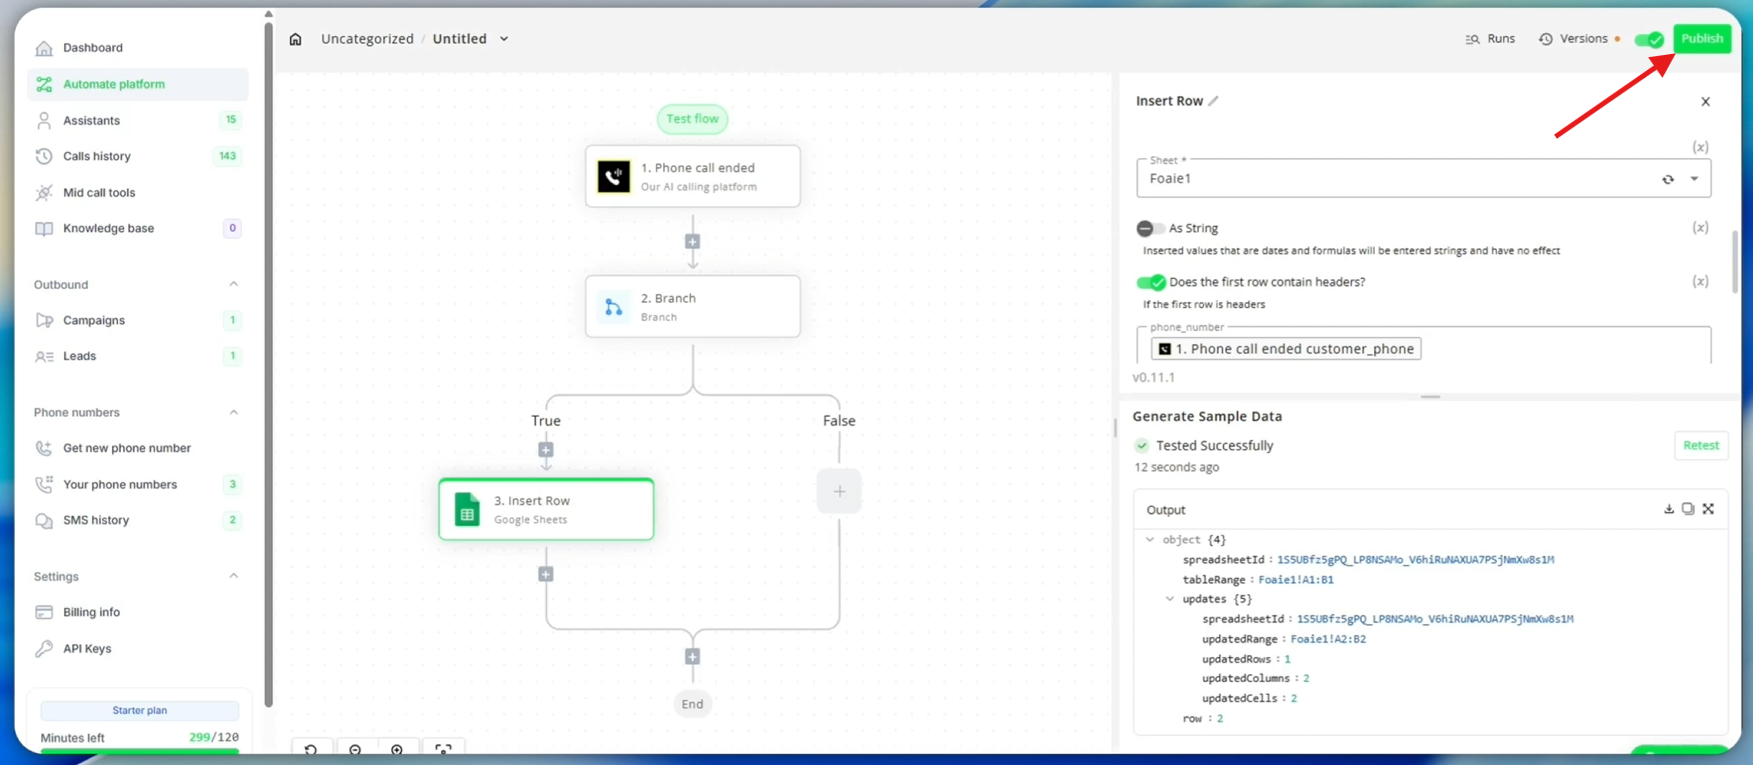 Dashboard
Automate platform
Assistants 15
Calls history 143
Mid call tools
Knowledge base 0
Outbound
Campaigns 1
Leads 1
Phone numbers
Get new phone number
Your phone numbers 3
SMS history 2
Settings
Billing info
API Keys
Starter plan
Minutes left 299/120
Uncategorized / Untitled
Runs
Versions
Publish
Test flow
1. Phone call ended
Our AI calling platform
2. Branch
Branch
True
False
3. Insert Row
Google Sheets
End
Insert Row
(x)
Sheet *
Foaie1
As String (x)
Inserted values that are dates and formulas will be entered strings and have no effect
Does the first row contain headers? (x)
If the first row is headers
phone_number
1. Phone call ended customer_phone
v0.11.1
Generate Sample Data
Tested Successfully
12 seconds ago
Retest
Output
object {4}
spreadsheetId : 1S5UBfz5gPQ_LP8NSAMo_V6hiRuNAXUA7PSjNmXw8s1M
tableRange : Foaie1!A1:B1
updates {5}
spreadsheetId : 1S5UBfz5gPQ_LP8NSAMo_V6hiRuNAXUA7PSjNmXw8s1M
updatedRange : Foaie1!A2:B2
updatedRows : 1
updatedColumns : 2
updatedCells : 2
row : 2